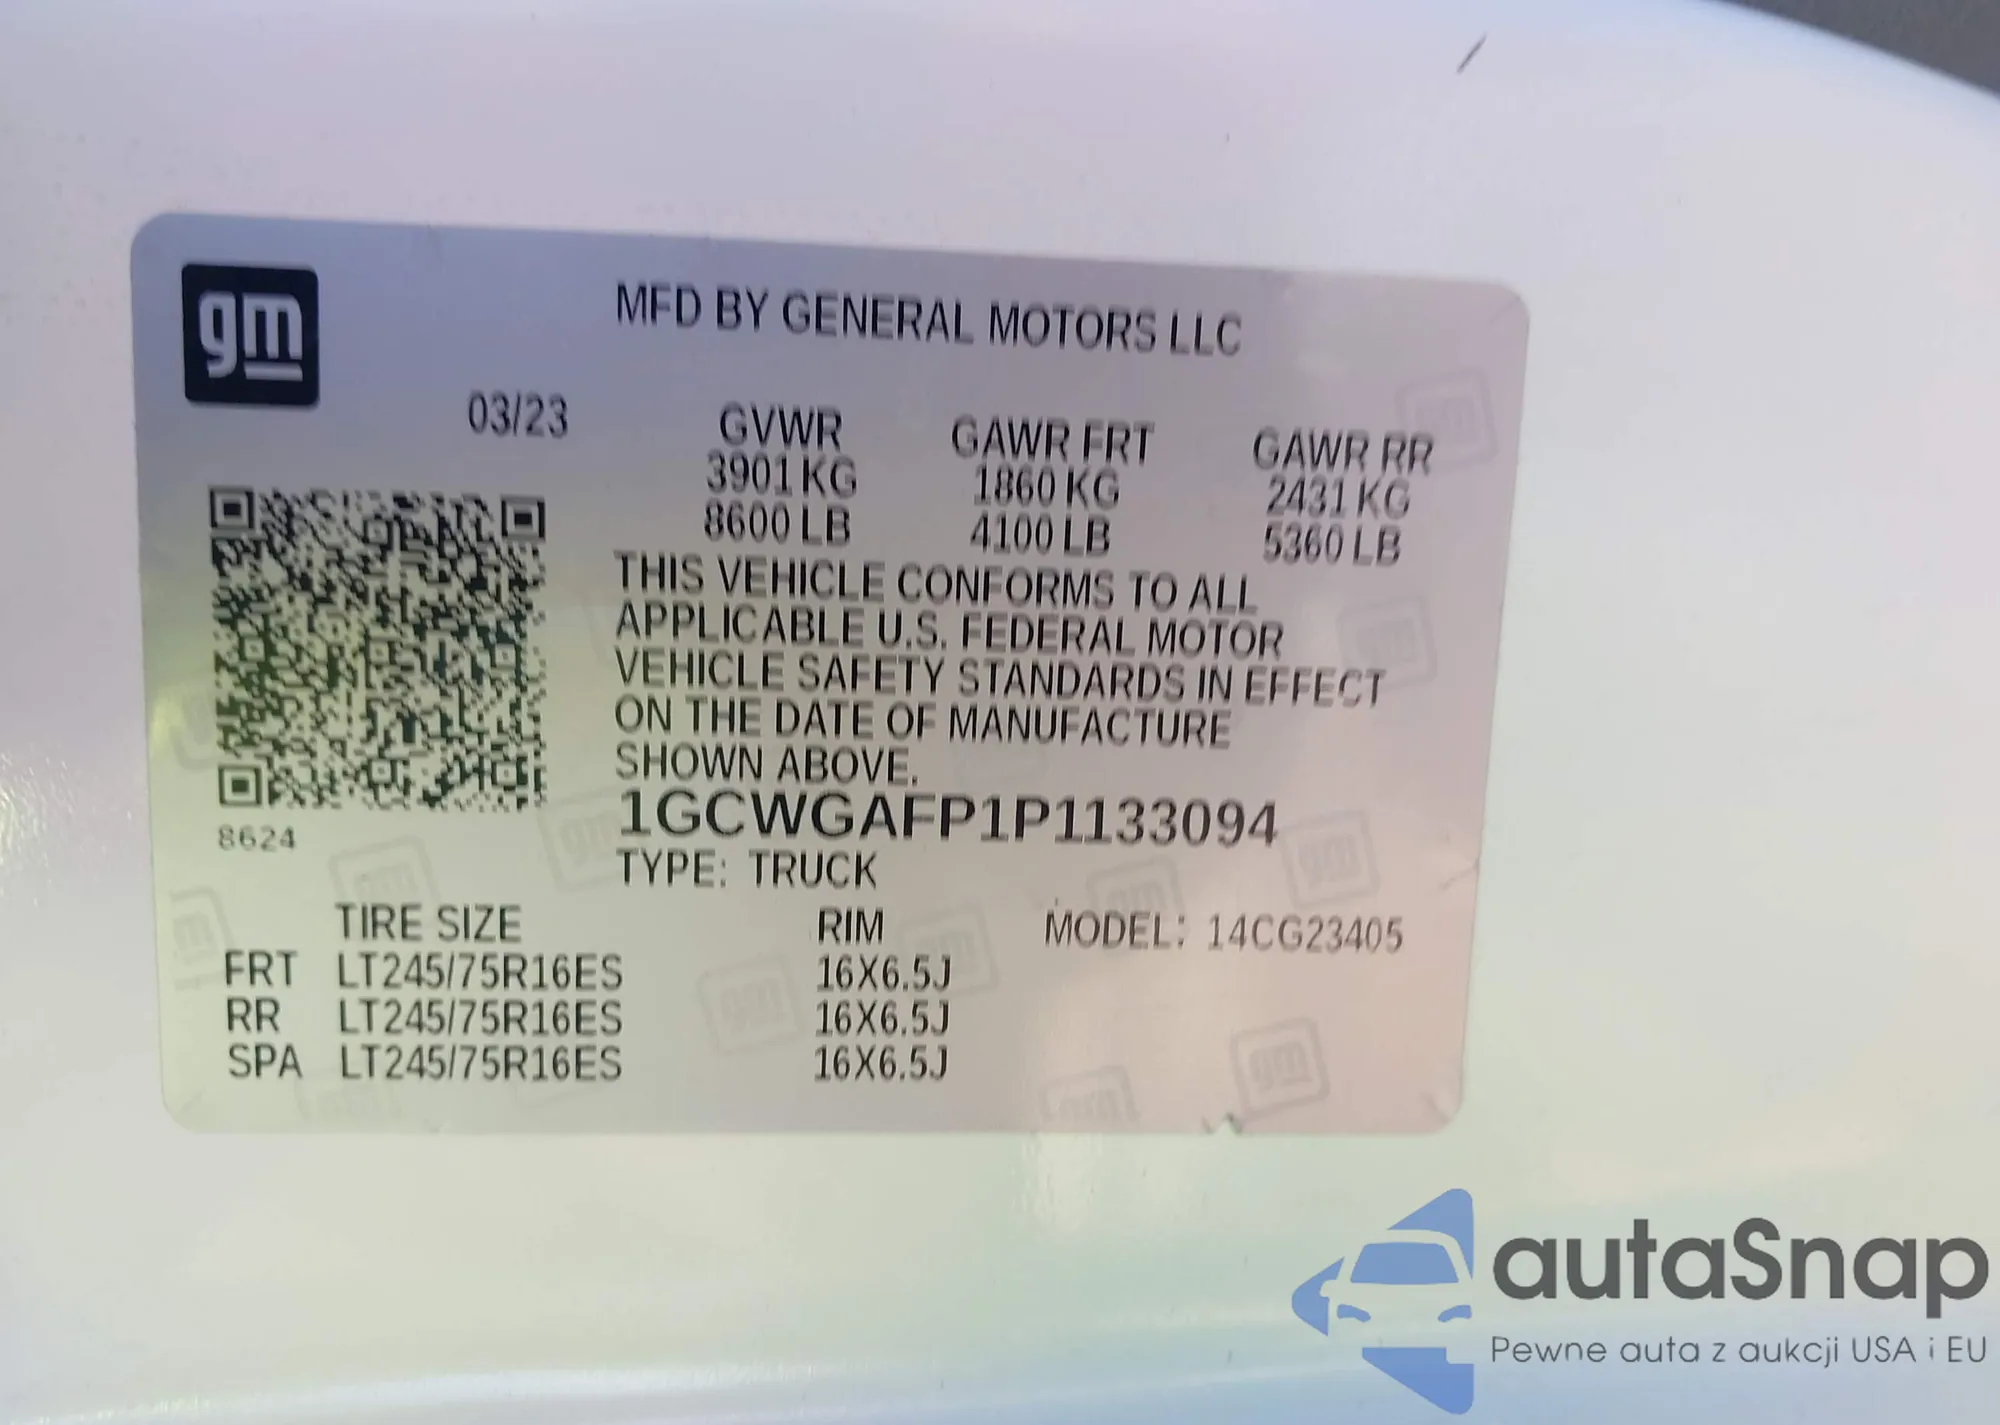 gm
MFD BY GENERAL MOTORS LLC
03/23
GVWR GAWR FRT GAWR RR
3901 KG 1860 KG 2431 KG
8600 LB 4100 LB 5360 LB
THIS VEHICLE CONFORMS TO ALL
APPLICABLE U.S. FEDERAL MOTOR
VEHICLE SAFETY STANDARDS IN EFFECT
ON THE DATE OF MANUFACTURE
SHOWN ABOVE.
1GCWGAFP1P1133094
8624
TYPE: TRUCK
TIRE SIZE RIM MODEL: 14CG23405
FRT LT245/75R16ES 16X6.5J
RR LT245/75R16ES 16X6.5J
SPA LT245/75R16ES 16X6.5J
autaSnap
Pewne auta z aukcji USA i EU